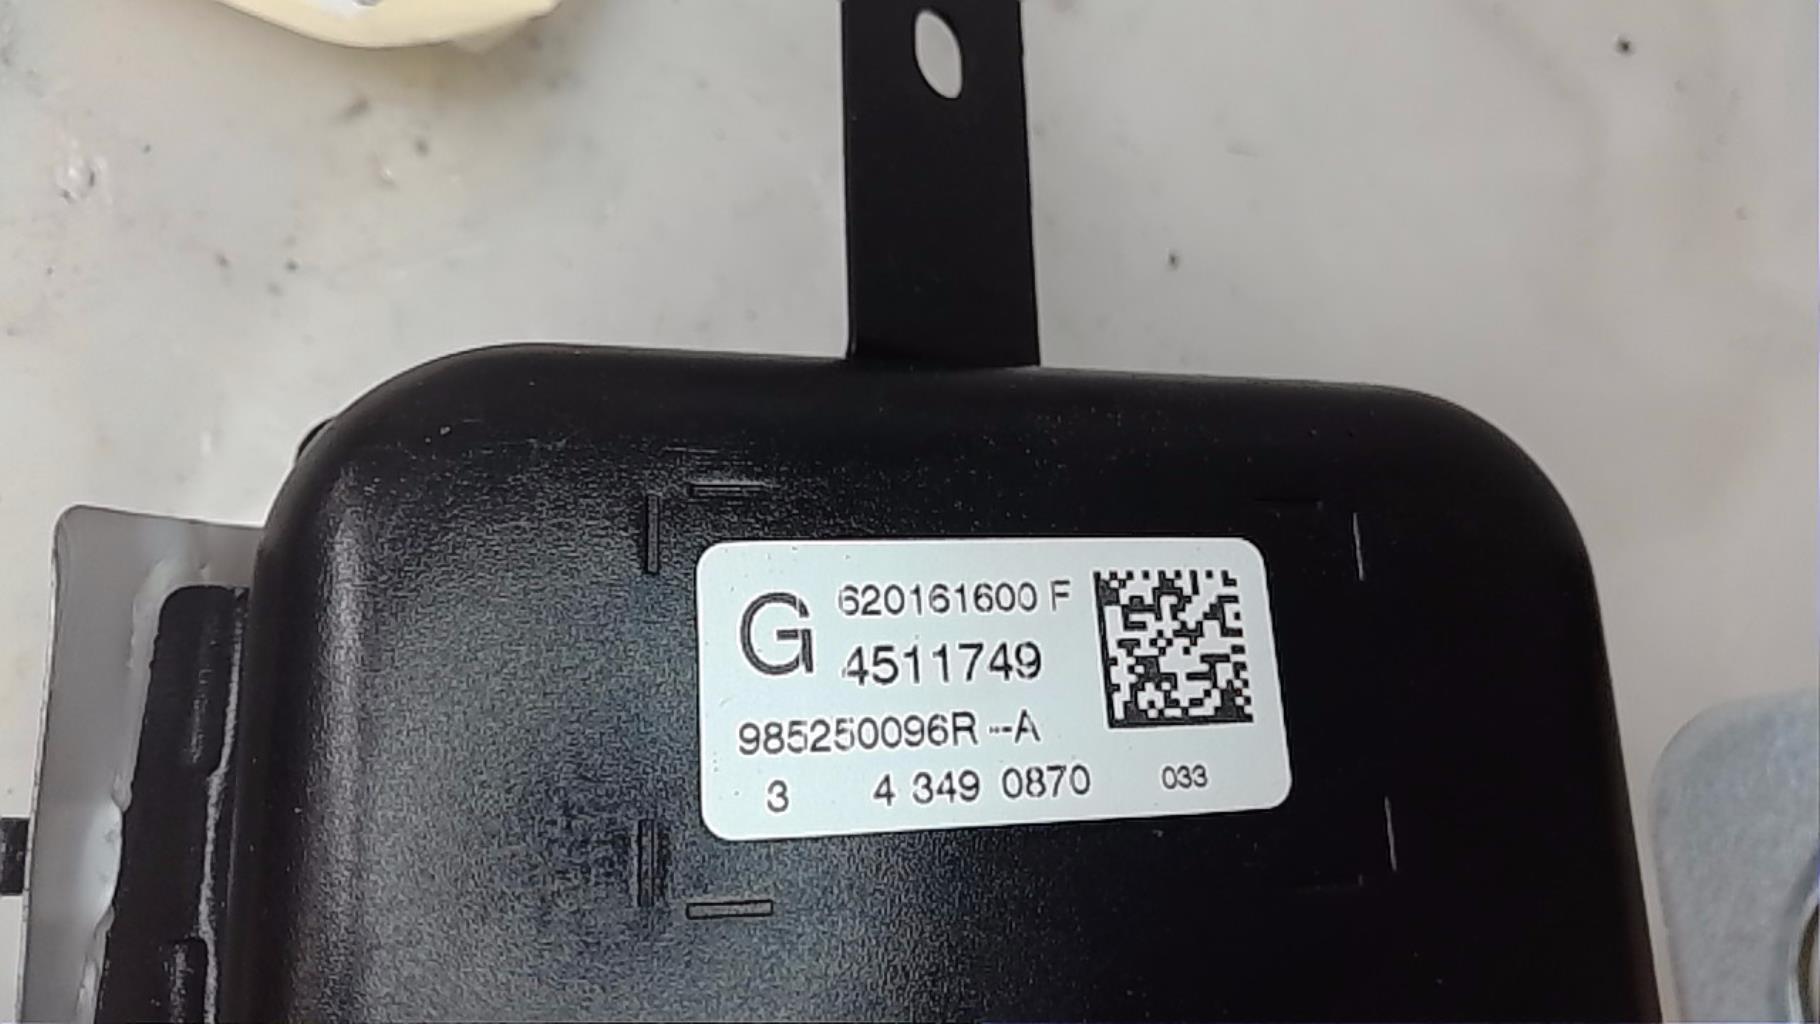 G 620161600 F
4511749
985250096R--A
3 4 349 0870 033